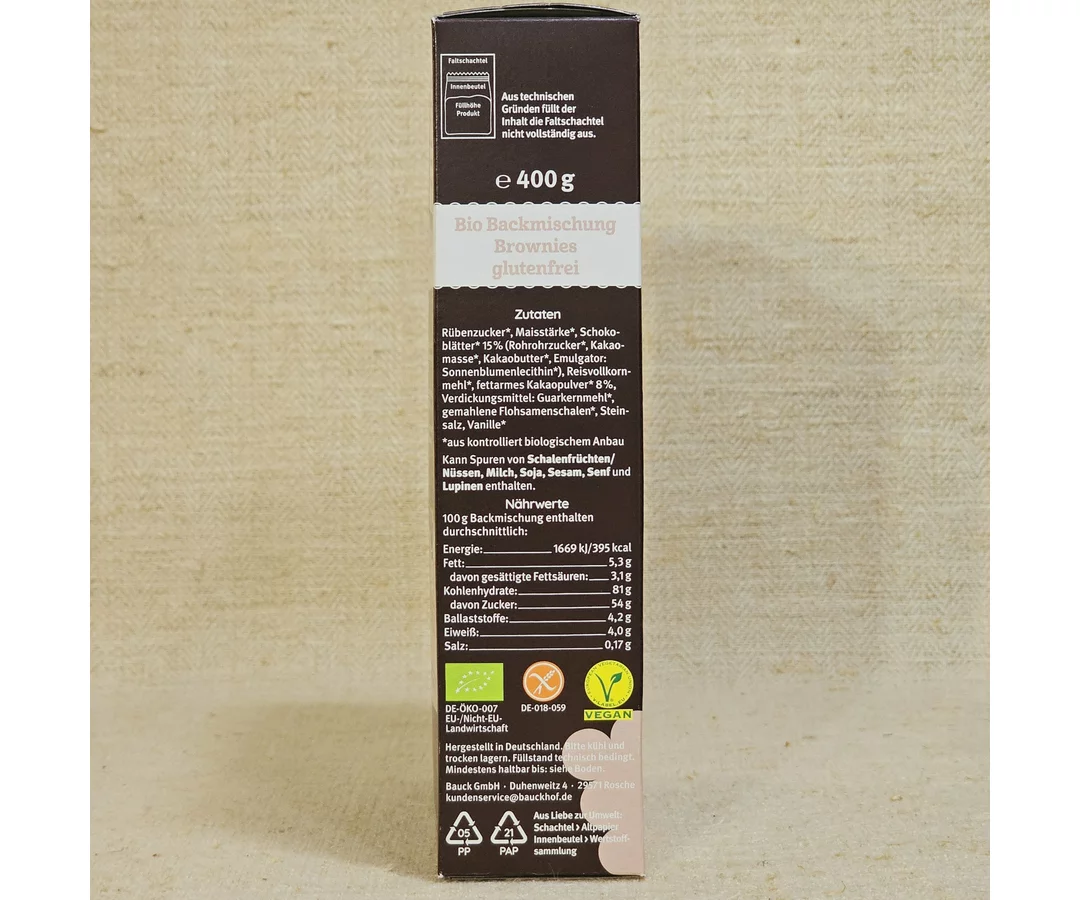 Faltschachtel
Innenbeutel
Füllhöhe
Produkt
Aus technischen
Gründen füllt der
Inhalt die Faltschachtel
nicht vollständig aus.
℮ 400 g
Bio Backmischung
Brownies
glutenfrei
Zutaten
Rübenzucker*, Maisstärke*, Schoko-
blätter* 15% (Rohrohrzucker*, Kakao-
masse*, Kakaobutter*, Emulgator:
Sonnenblumenlecithin*), Reisvollkorn-
mehl*, fettarmes Kakaopulver* 8%,
Verdickungsmittel: Guarkernmehl*,
gemahlene Flohsamenschalen*, Stein-
salz, Vanille*
*aus kontrolliert biologischem Anbau
Kann Spuren von Schalenfrüchten/
Nüssen, Milch, Soja, Sesam, Senf und
Lupinen enthalten.
Nährwerte
100 g Backmischung enthalten
durchschnittlich:
Energie: 1669 kJ/395 kcal
Fett: 5,3 g
davon gesättigte Fettsäuren: 3,1 g
Kohlenhydrate: 81 g
davon Zucker: 54 g
Ballaststoffe: 4,2 g
Eiweiß: 4,0 g
Salz: 0,17 g
DE-ÖKO-007
EU-/Nicht-EU-
Landwirtschaft
DE-018-059
V-LABEL.EU
VEGAN
Hergestellt in Deutschland. Bitte kühl und
trocken lagern. Füllstand technisch bedingt.
Mindestens haltbar bis: siehe Boden.
Bauck GmbH · Duhenweitz 4 · 29571 Rosche
kundenservice@bauckhof.de
05
PP
21
PAP
Aus Liebe zur Umwelt:
Schachtel > Altpapier
Innenbeutel > Wertstoff-
sammlung